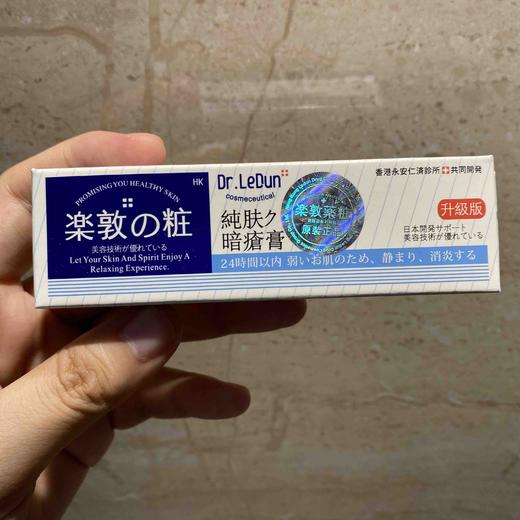 PROMISING YOU HEALTHY SKIN
HK
楽敦の粧
美容技術が優れている
Let Your Skin And Spirit Enjoy A
Relaxing Experience.
Dr.LeDun
cosmeceutical
純肤ク
暗瘡膏
楽敦薬粧
原裝正
香港永安仁済診所 共同開発
升級版
日本開発サポート
美容技術が優れている
24時間以内 弱いお肌のため、静まり、消炎する